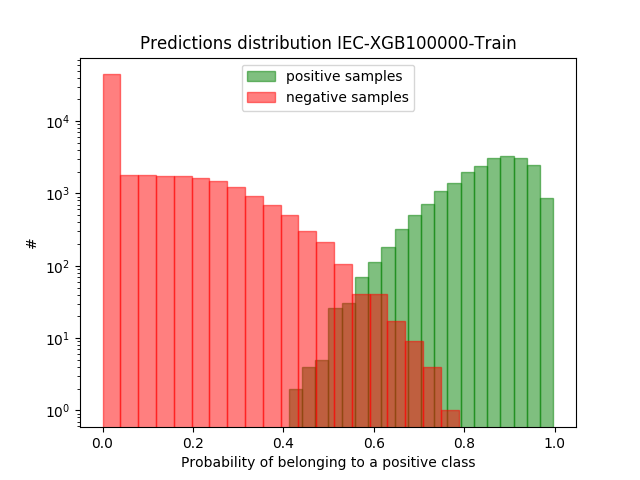 Predictions distribution IEC-XGB100000-Train
positive samples
negative samples
#
10⁴
10³
10²
10¹
10⁰
0.0 0.2 0.4 0.6 0.8 1.0
Probability of belonging to a positive class